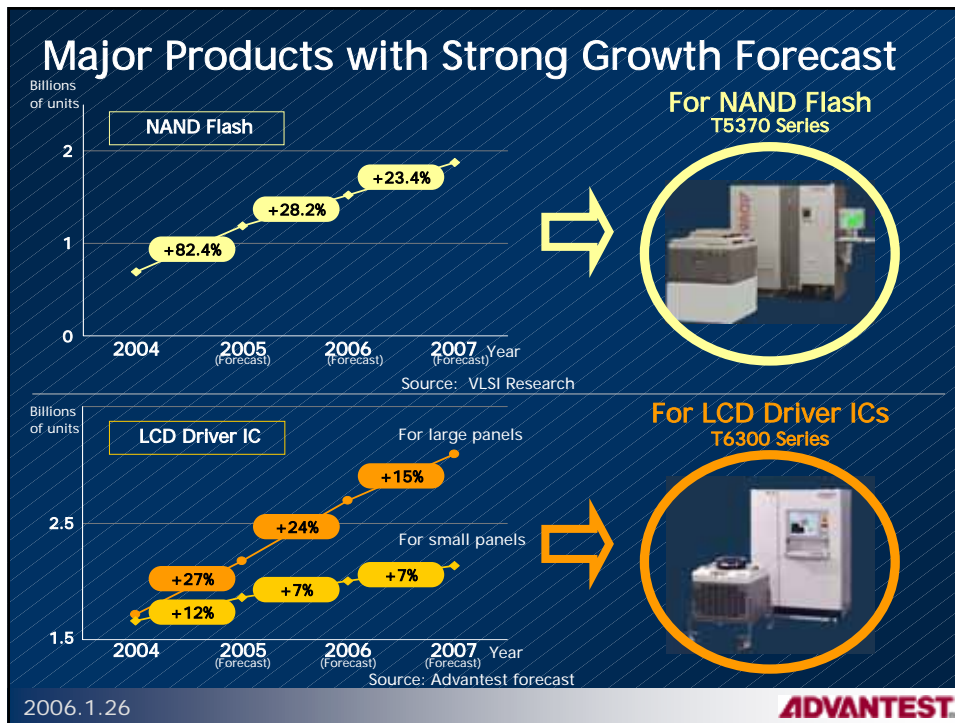 Major Products with Strong Growth Forecast
Billions
of units
NAND Flash
2
1
0
+82.4%
+28.2%
+23.4%
2004
2005
(Forecast)
2006
(Forecast)
2007
(Forecast)
Year
Source: VLSI Research
For NAND Flash
T5370 Series
Billions
of units
LCD Driver IC
For large panels
For small panels
2.5
1.5
+27%
+24%
+15%
+12%
+7%
+7%
2004
2005
(Forecast)
2006
(Forecast)
2007
(Forecast)
Year
Source: Advantest forecast
For LCD Driver ICs
T6300 Series
2006.1.26
ADVANTEST